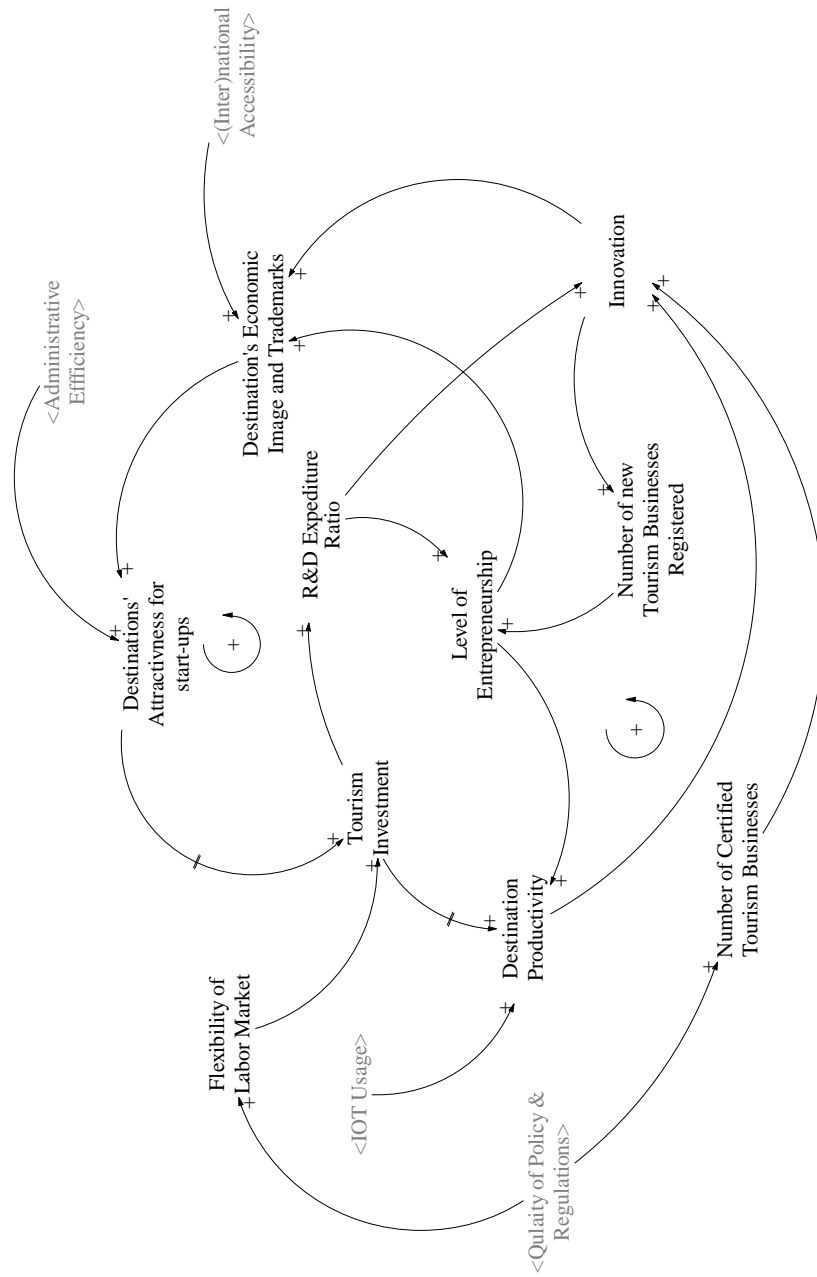 <Administrative
Effficiency>
<(Inter)national
Accessibility>
Destinations'
Attractivness for
start-ups
+
+
+
Destination's Economic
Image and Trademarks
+
+
+
Flexibility of
Labor Market
+
Tourism
Investment
+
+
R&D Expediture
Ratio
+
<IOT Usage>
Level of
Entrepreneurship
+
+
Destination
Productivity
+
+
+
Innovation
+
+
+
<Qulaity of Policy &
Regulations>
Number of new
Tourism Businesses
Registered
+
+
Number of Certified
Tourism Businesses
+